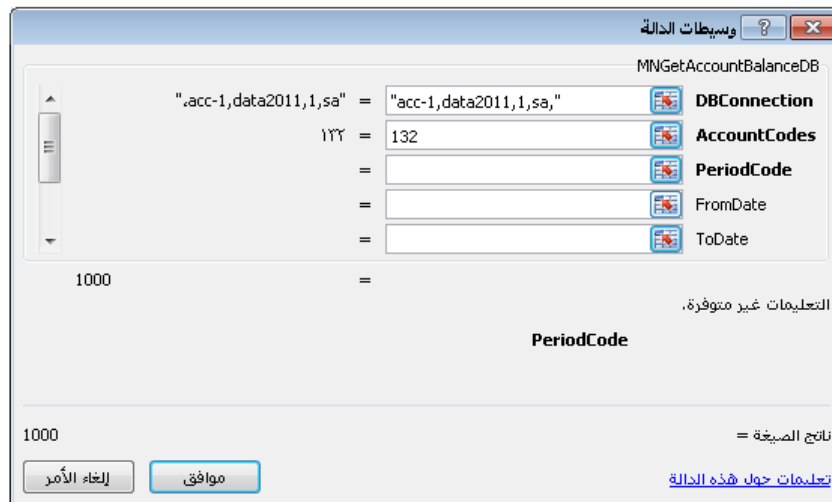 وسيطات الدالة
MNGetAccountBalanceDB
DBConnection "acc-1,data2011,1,sa," = "acc-1,data2011,1,sa،"
AccountCodes 132 = ١٣٢
PeriodCode =
FromDate =
ToDate =
= 1000
التعليمات غير متوفرة.
PeriodCode
ناتج الصيغة = 1000
تعليمات حول هذه الدالة موافق إلغاء الأمر